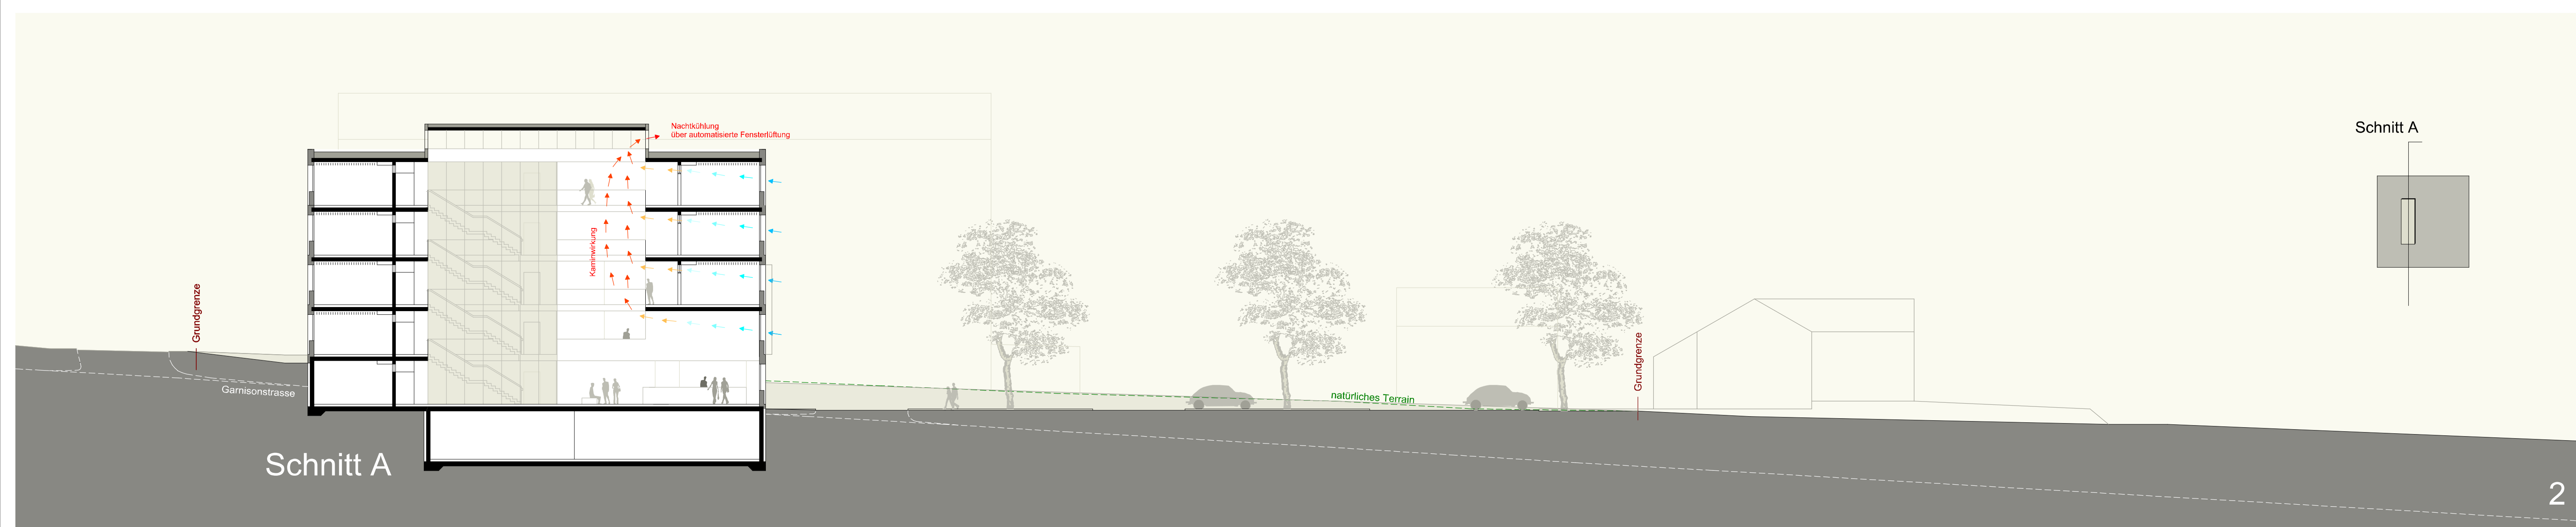 Nachtkühlung
über automatisierte Fensterlüftung
Schnitt A
Kaminwirkung
Grundgrenze
Grundgrenze
Garnisonstrasse
natürliches Terrain
Schnitt A
2